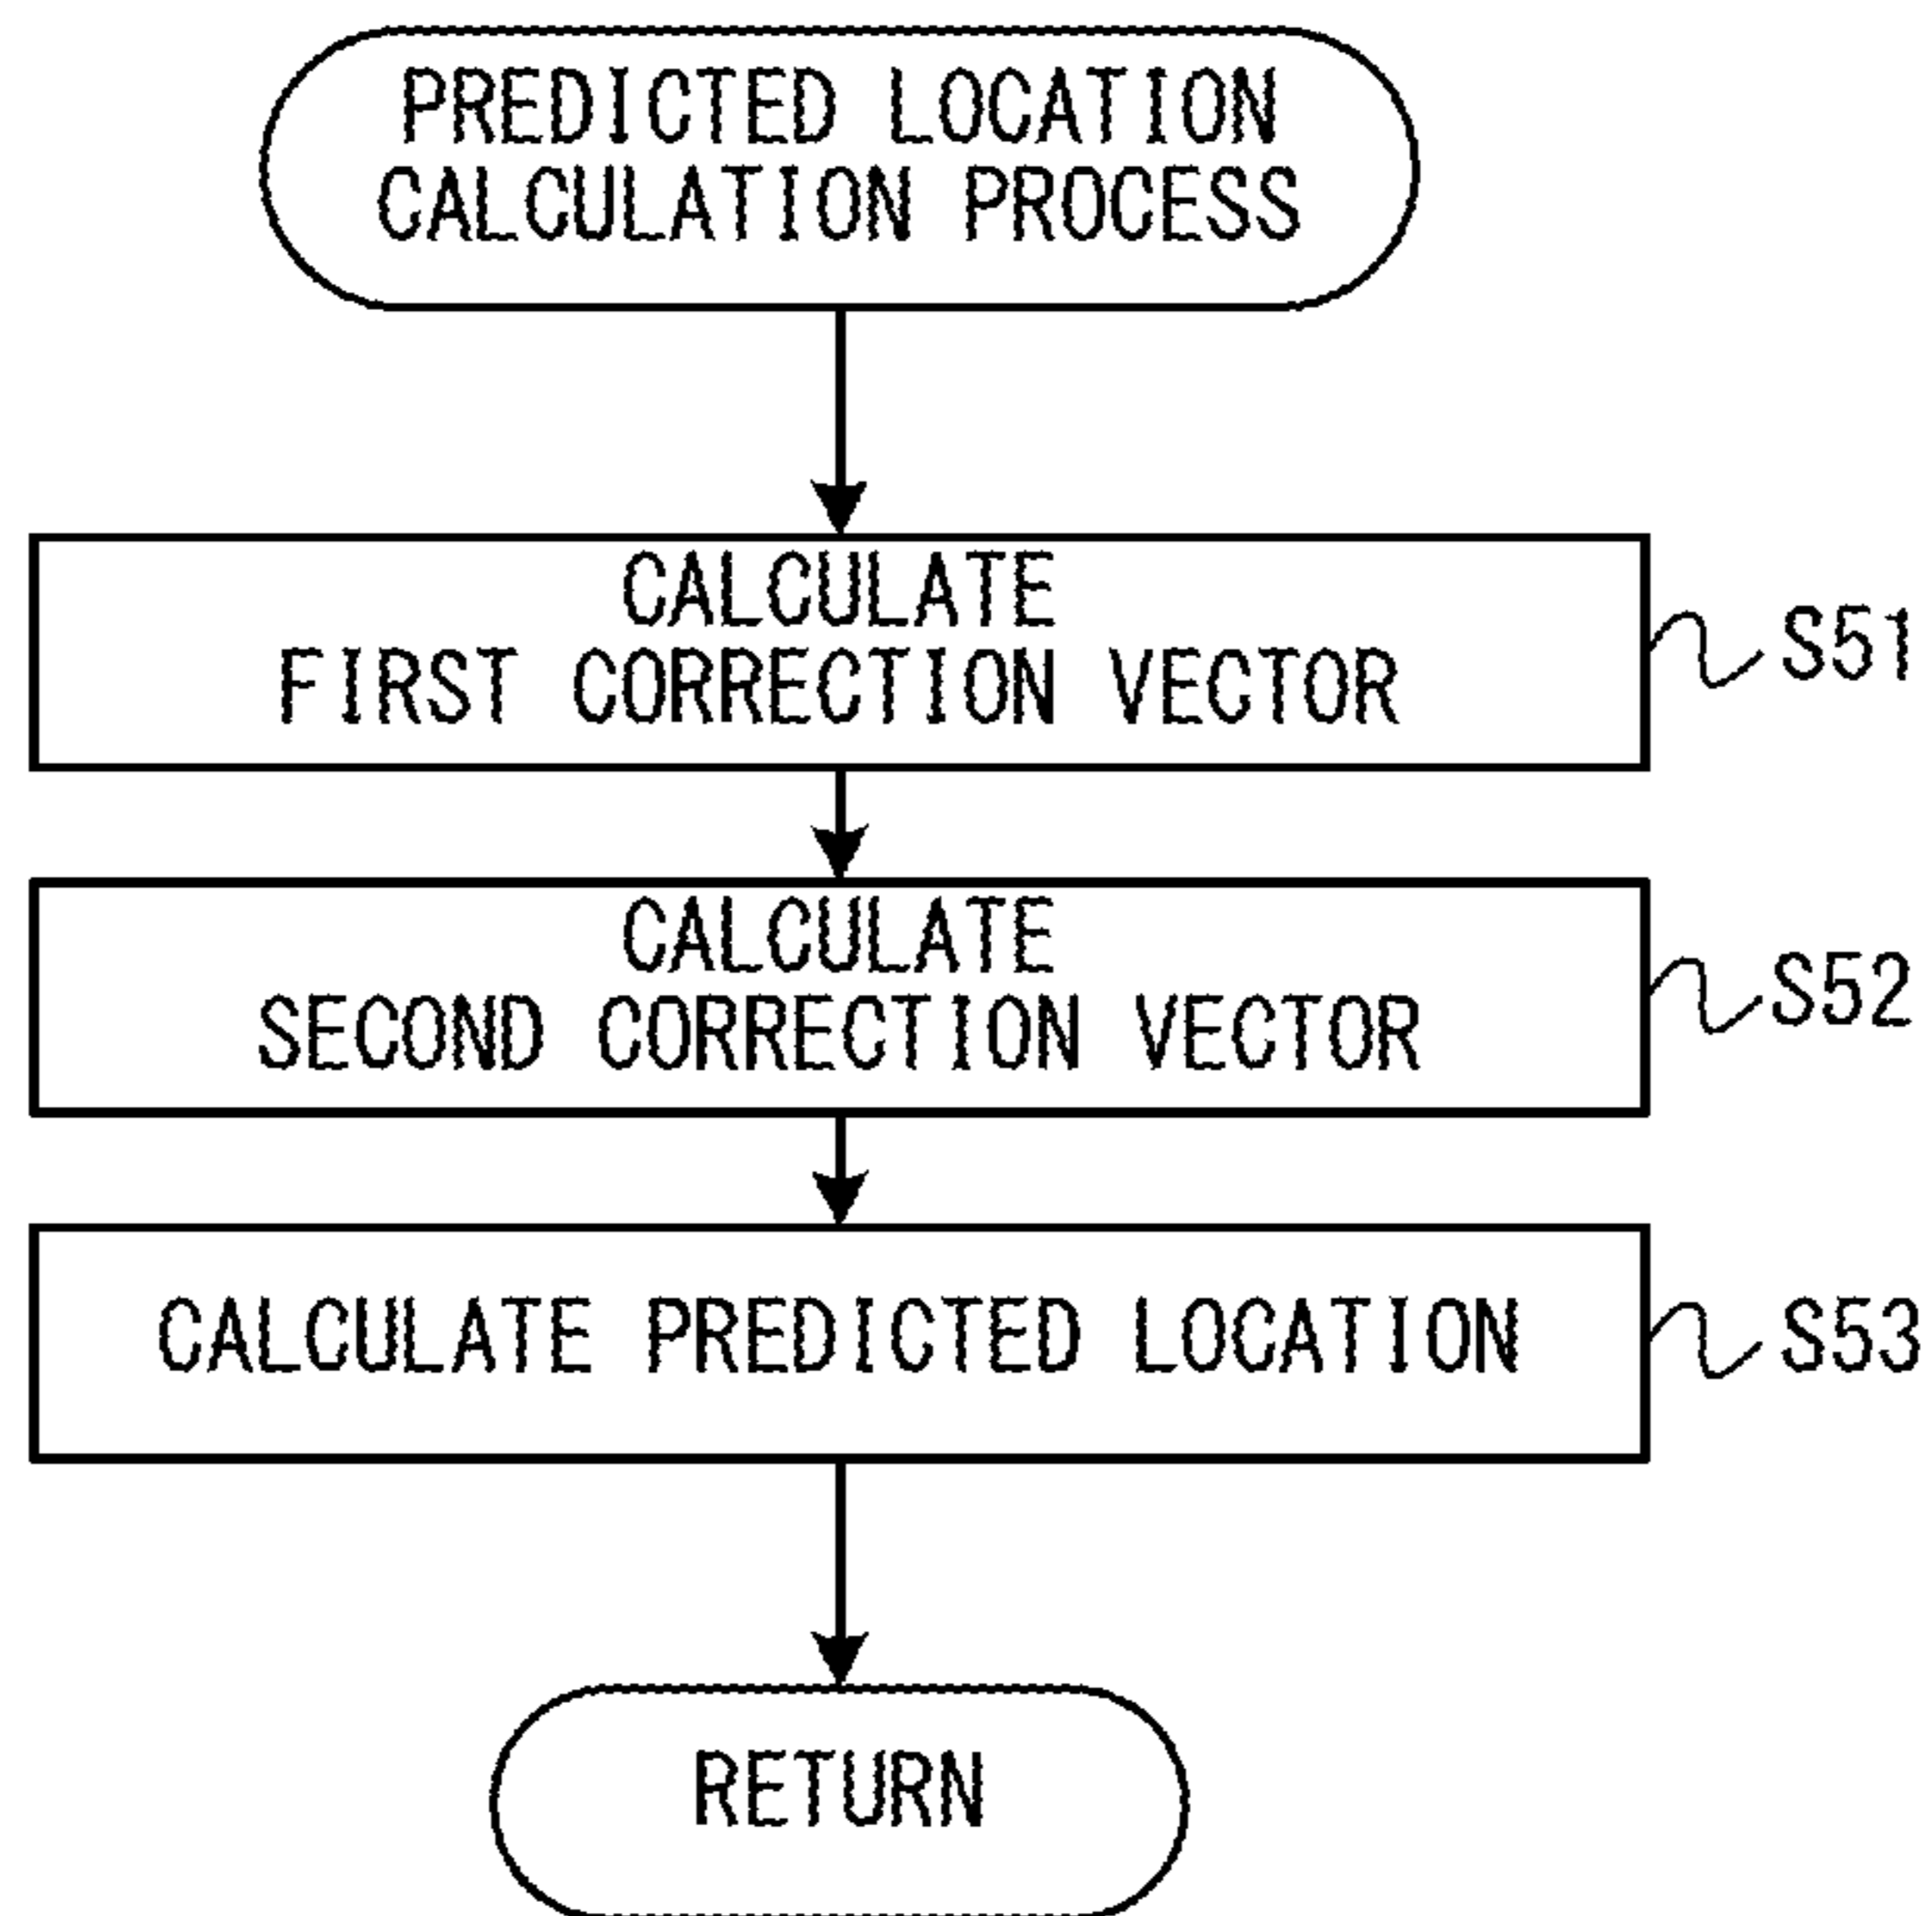 PREDICTED LOCATION
CALCULATION PROCESS
CALCULATE
FIRST CORRECTION VECTOR
S51
CALCULATE
SECOND CORRECTION VECTOR
S52
CALCULATE PREDICTED LOCATION
S53
RETURN